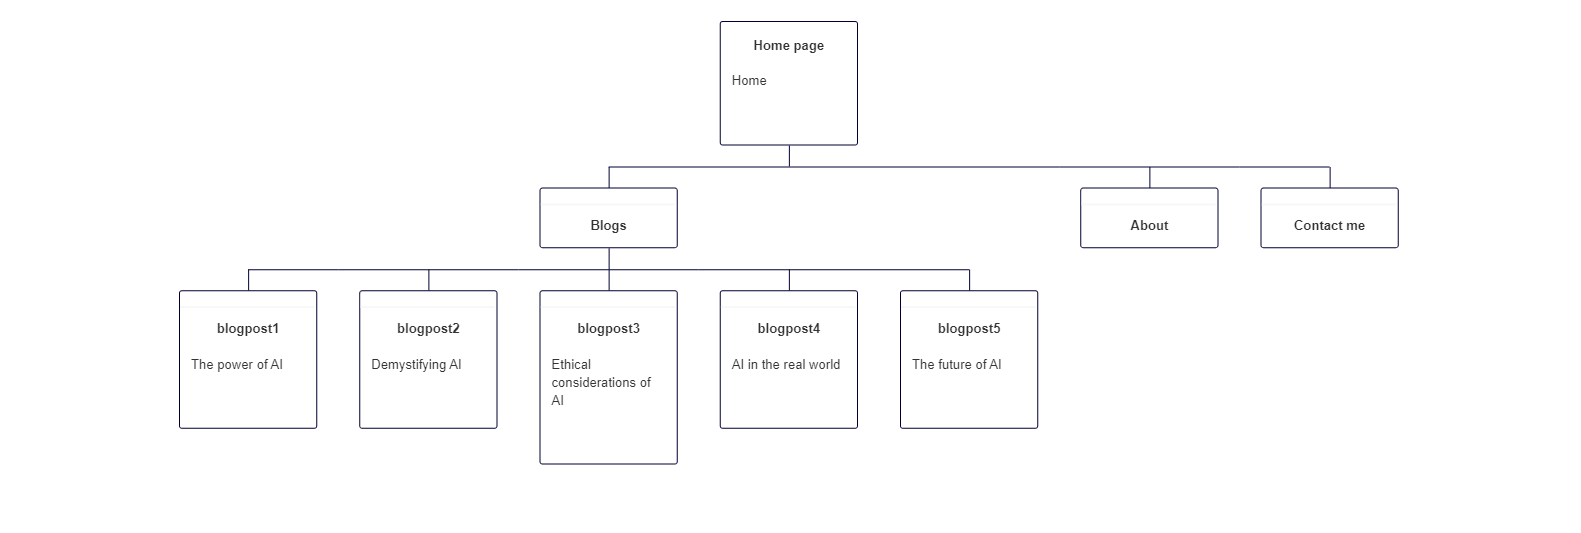 Home page
Home
Blogs
About
Contact me
blogpost1
The power of AI
blogpost2
Demystifying AI
blogpost3
Ethical
considerations of
AI
blogpost4
AI in the real world
blogpost5
The future of AI